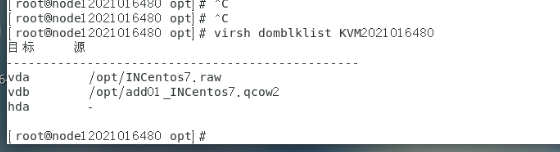 [root@node12021016480 opt]# ^C
[root@node12021016480 opt]# ^C
[root@node12021016480 opt]# virsh domblklist KVM2021016480
目标 源
------------------------------------------------
vda /opt/INCentos7.raw
vdb /opt/add01_INCentos7.qcow2
hda -
[root@node12021016480 opt]#